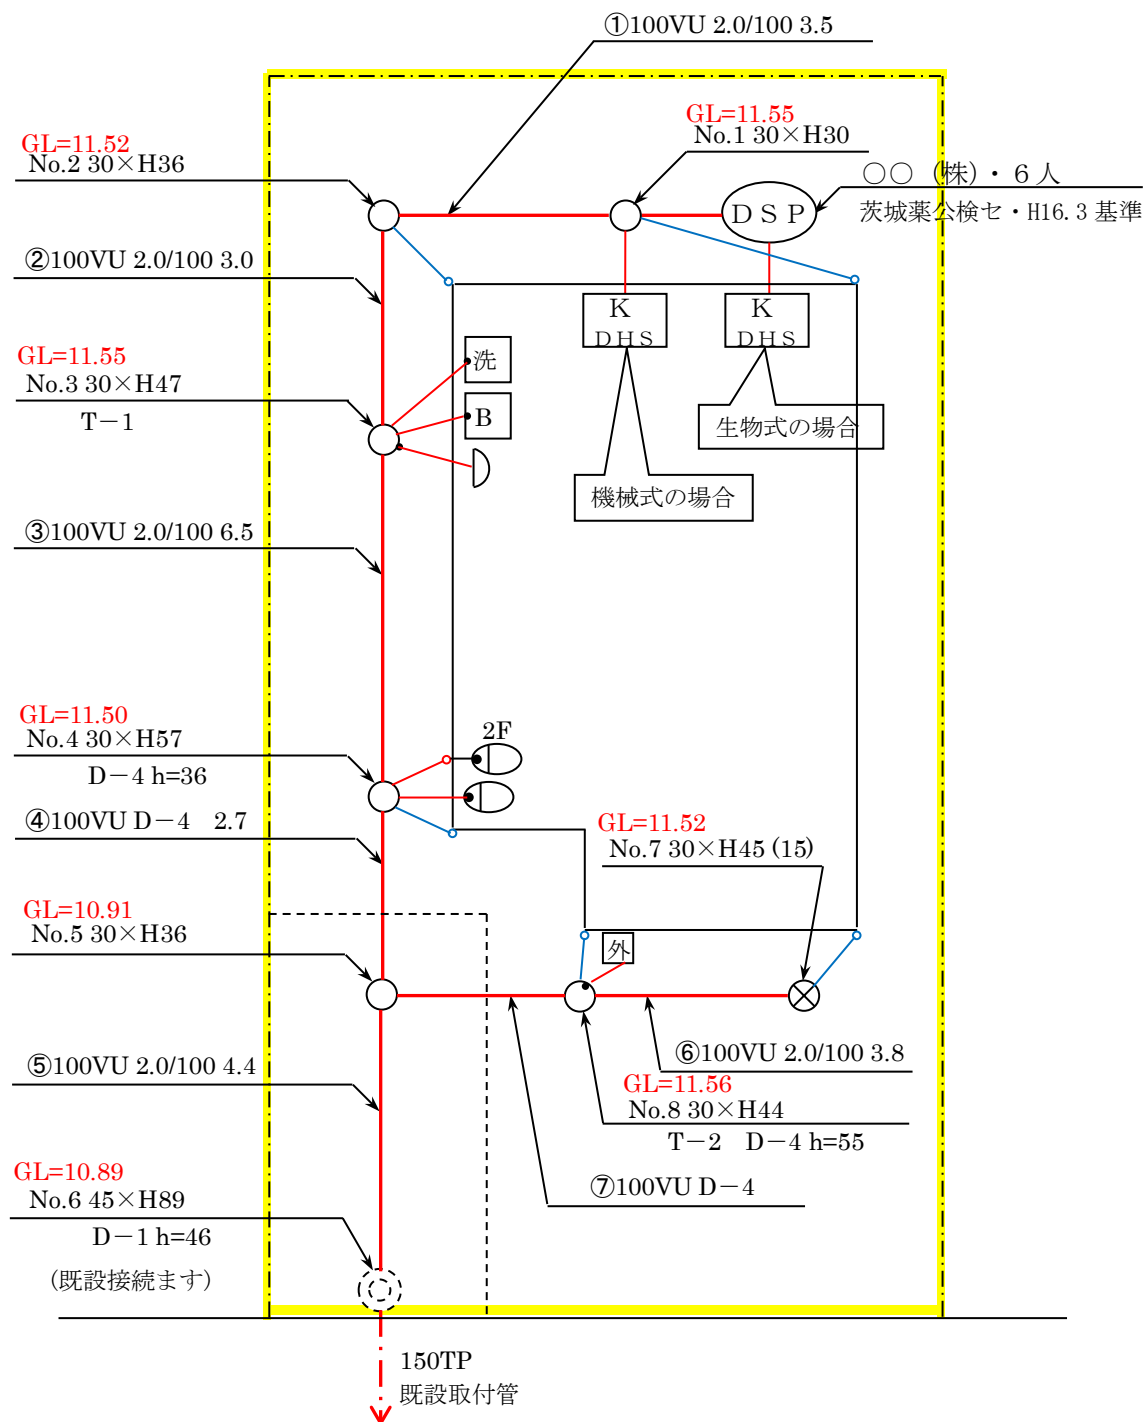 ①100VU 2.0/100 3.5
GL=11.55
No.1 30×H30
GL=11.52
No.2 30×H36
○○（株）・６人
ＤＳＰ
茨城薬公検セ・H16.3 基準
②100VU 2.0/100 3.0
Ｋ
ＤＨＳ
Ｋ
ＤＨＳ
GL=11.55
No.3 30×H47
T－1
洗
B
生物式の場合
機械式の場合
③100VU 2.0/100 6.5
GL=11.50
No.4 30×H57
D－4 h=36
2F
④100VU D－4　2.7
GL=11.52
No.7 30×H45 (15)
GL=10.91
No.5 30×H36
外
⑤100VU 2.0/100 4.4
⑥100VU 2.0/100 3.8
GL=11.56
No.8 30×H44
T－2　D－4 h=55
⑦100VU D－4
GL=10.89
No.6 45×H89
D－1 h=46
（既設接続ます）
150TP
既設取付管